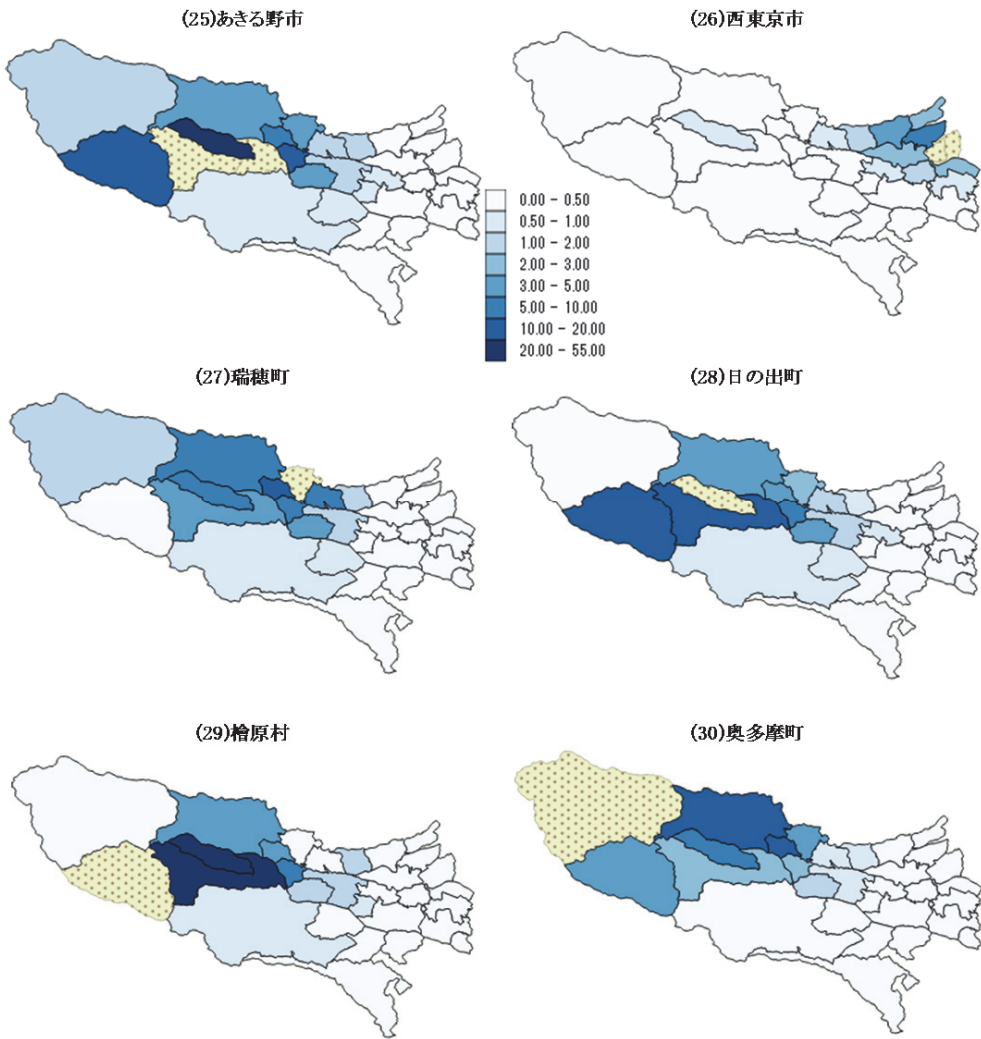 (25)あきる野市
(26)西東京市
0.00 - 0.50
0.50 - 1.00
1.00 - 2.00
2.00 - 3.00
3.00 - 5.00
5.00 - 10.00
10.00 - 20.00
20.00 - 55.00
(27)瑞穂町
(28)日の出町
(29)檜原村
(30)奥多摩町